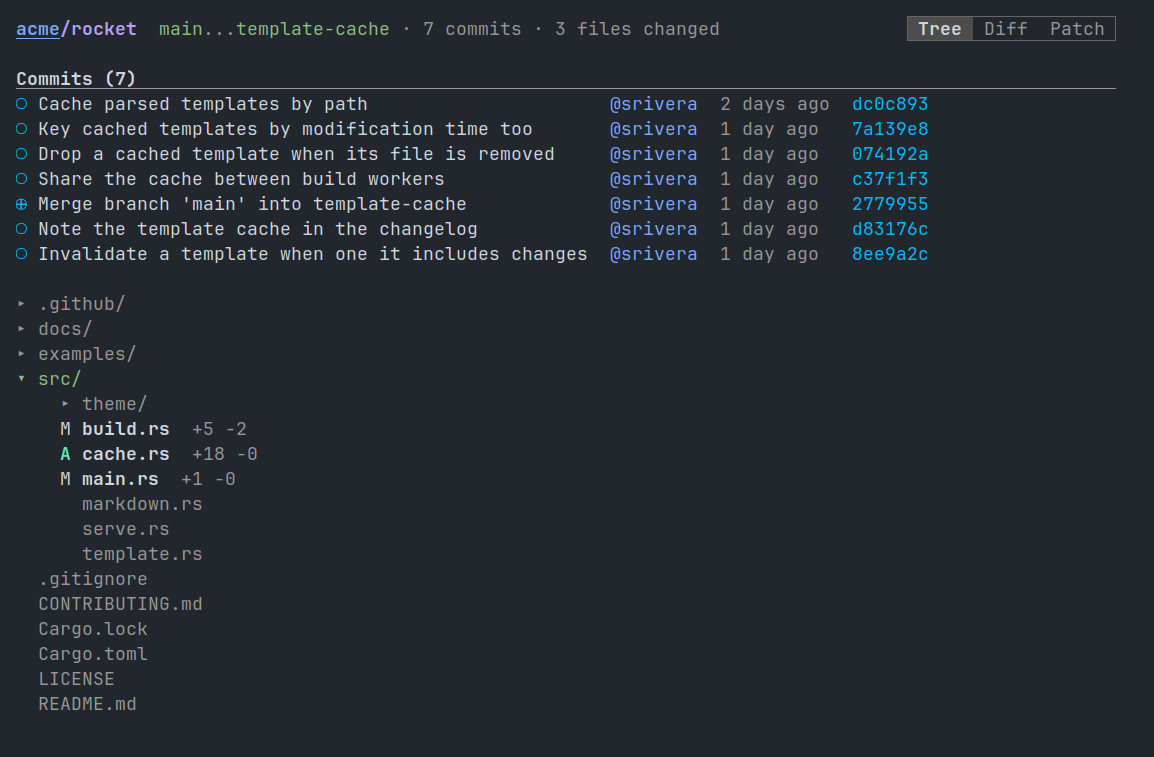 acme/rocket main...template-cache · 7 commits · 3 files changed Tree Diff Patch
Commits (7)
Cache parsed templates by path @srivera 2 days ago dc0c893
Key cached templates by modification time too @srivera 1 day ago 7a139e8
Drop a cached template when its file is removed @srivera 1 day ago 074192a
Share the cache between build workers @srivera 1 day ago c37f1f3
Merge branch 'main' into template-cache @srivera 1 day ago 2779955
Note the template cache in the changelog @srivera 1 day ago d83176c
Invalidate a template when one it includes changes @srivera 1 day ago 8ee9a2c
.github/
docs/
examples/
src/
theme/
M build.rs +5 -2
A cache.rs +18 -0
M main.rs +1 -0
markdown.rs
serve.rs
template.rs
.gitignore
CONTRIBUTING.md
Cargo.lock
Cargo.toml
LICENSE
README.md